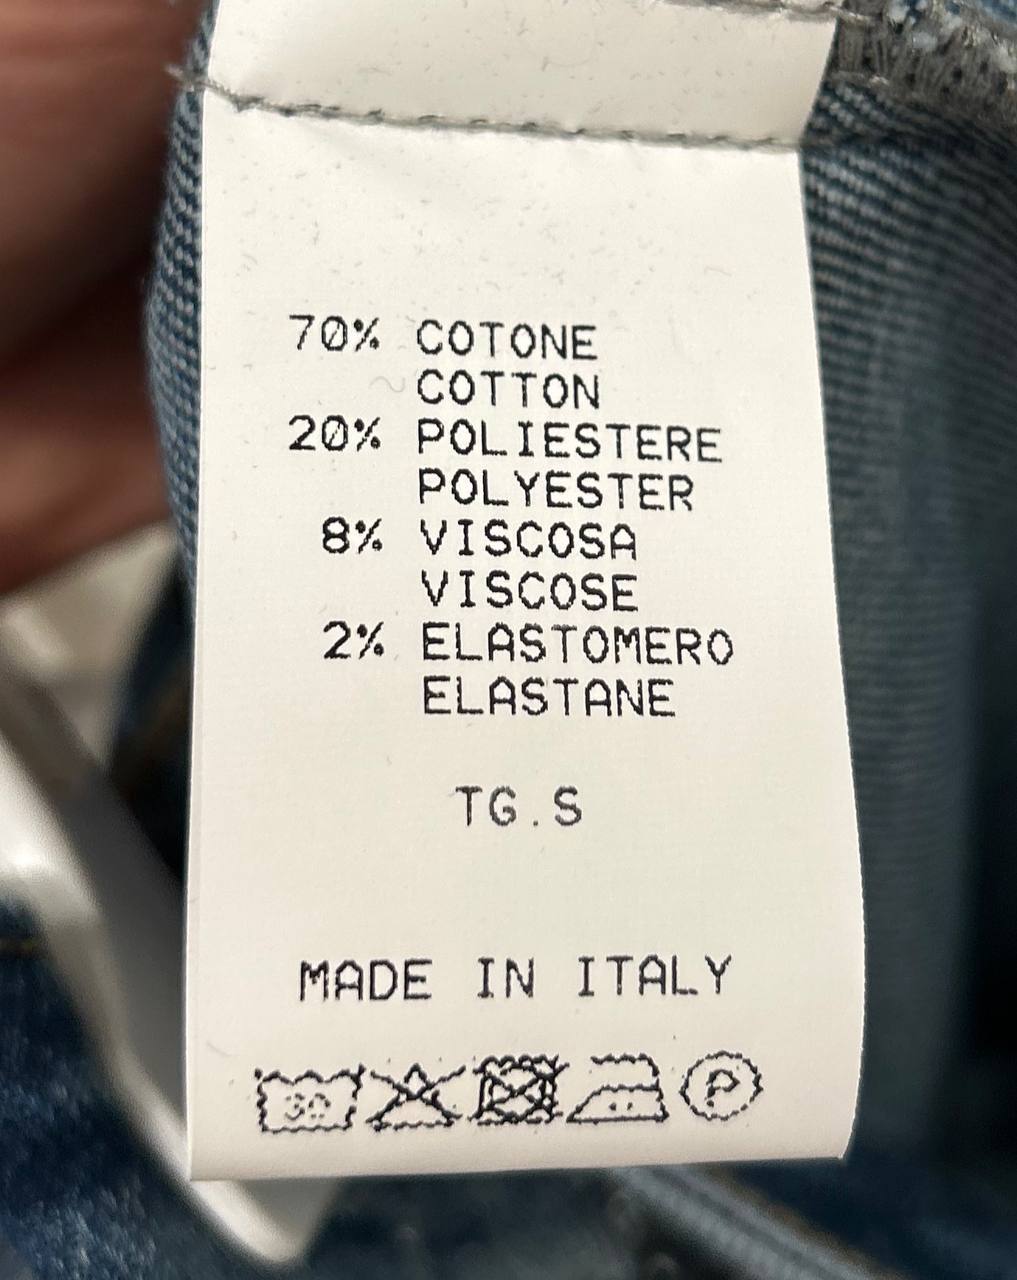 70% COTONE
COTTON
20% POLIESTERE
POLYESTER
8% VISCOSA
VISCOSE
2% ELASTOMERO
ELASTANE
TG.S
MADE IN ITALY
30 P